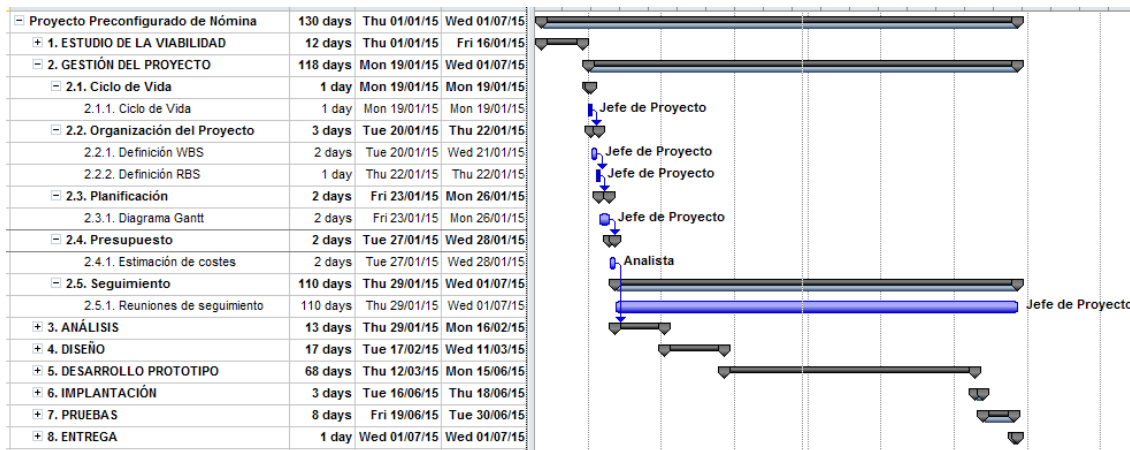 Proyecto Preconfigurado de Nómina 130 days Thu 01/01/15 Wed 01/07/15
1. ESTUDIO DE LA VIABILIDAD 12 days Thu 01/01/15 Fri 16/01/15
2. GESTIÓN DEL PROYECTO 118 days Mon 19/01/15 Wed 01/07/15
2.1. Ciclo de Vida 1 day Mon 19/01/15 Mon 19/01/15
2.1.1. Ciclo de Vida 1 day Mon 19/01/15 Mon 19/01/15 Jefe de Proyecto
2.2. Organización del Proyecto 3 days Tue 20/01/15 Thu 22/01/15
2.2.1. Definición WBS 2 days Tue 20/01/15 Wed 21/01/15 Jefe de Proyecto
2.2.2. Definición RBS 1 day Thu 22/01/15 Thu 22/01/15 Jefe de Proyecto
2.3. Planificación 2 days Fri 23/01/15 Mon 26/01/15
2.3.1. Diagrama Gantt 2 days Fri 23/01/15 Mon 26/01/15 Jefe de Proyecto
2.4. Presupuesto 2 days Tue 27/01/15 Wed 28/01/15
2.4.1. Estimación de costes 2 days Tue 27/01/15 Wed 28/01/15 Analista
2.5. Seguimiento 110 days Thu 29/01/15 Wed 01/07/15
2.5.1. Reuniones de seguimiento 110 days Thu 29/01/15 Wed 01/07/15 Jefe de Proyecto
3. ANÁLISIS 13 days Thu 29/01/15 Mon 16/02/15
4. DISEÑO 17 days Tue 17/02/15 Wed 11/03/15
5. DESARROLLO PROTOTIPO 68 days Thu 12/03/15 Mon 15/06/15
6. IMPLANTACIÓN 3 days Tue 16/06/15 Thu 18/06/15
7. PRUEBAS 8 days Fri 19/06/15 Tue 30/06/15
8. ENTREGA 1 day Wed 01/07/15 Wed 01/07/15